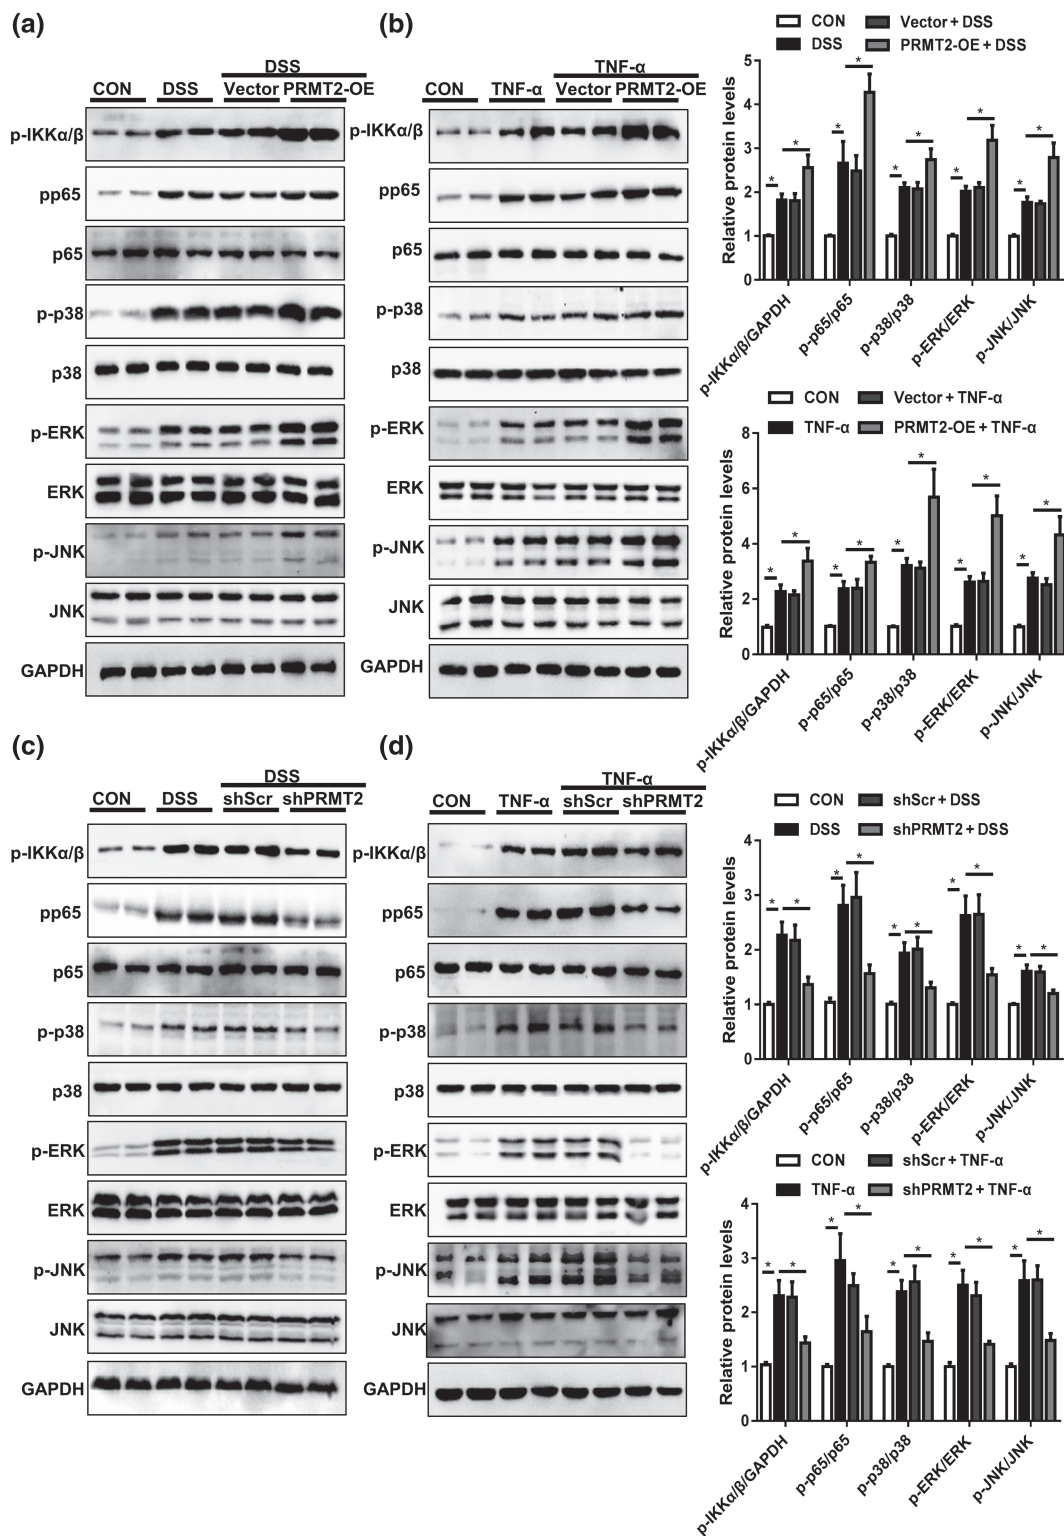 (a)
DSS
CON DSS Vector PRMT2-OE
p-IKKα/β
pp65
p65
p-p38
p38
p-ERK
ERK
p-JNK
JNK
GAPDH
(b)
TNF-α
CON TNF-α Vector PRMT2-OE
p-IKKα/β
pp65
p65
p-p38
p38
p-ERK
ERK
p-JNK
JNK
GAPDH
CON Vector + DSS
DSS PRMT2-OE + DSS
Relative protein levels
5
4
3
2
1
0
* * * * * * * * * *
p-IKKα/β/GAPDH
p-p65/p65
p-p38/p38
p-ERK/ERK
p-JNK/JNK
CON Vector + TNF-α
TNF-α PRMT2-OE + TNF-α
Relative protein levels
8
6
4
2
0
* * * * * * * * * *
p-IKKα/β/GAPDH
p-p65/p65
p-p38/p38
p-ERK/ERK
p-JNK/JNK
(c)
DSS
CON DSS shScr shPRMT2
p-IKKα/β
pp65
p65
p-p38
p38
p-ERK
ERK
p-JNK
JNK
GAPDH
(d)
TNF-α
CON TNF-α shScr shPRMT2
p-IKKα/β
pp65
p65
p-p38
p38
p-ERK
ERK
p-JNK
JNK
GAPDH
CON shScr + DSS
DSS shPRMT2 + DSS
Relative protein levels
4
3
2
1
0
* * * * * * * * * *
p-IKKα/β/GAPDH
p-p65/p65
p-p38/p38
p-ERK/ERK
p-JNK/JNK
CON shScr + TNF-α
TNF-α shPRMT2 + TNF-α
Relative protein levels
4
3
2
1
0
* * * * * * * * * *
p-IKKα/β/GAPDH
p-p65/p65
p-p38/p38
p-ERK/ERK
p-JNK/JNK